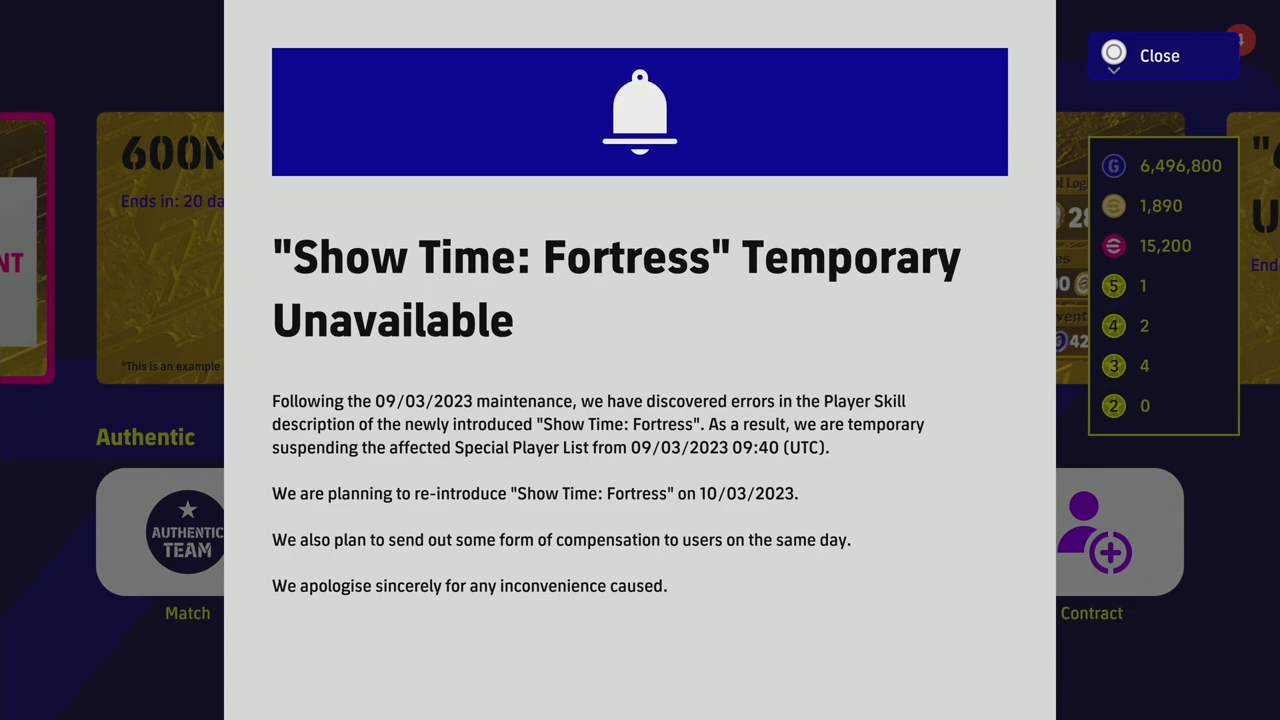 4
Close
600M
Ends in: 20 da
6,496,800
1,890
15,200
5 1
4 2
3 4
2 0
NT
"Show Time: Fortress" Temporary
Unavailable
*This is an example
Following the 09/03/2023 maintenance, we have discovered errors in the Player Skill
description of the newly introduced "Show Time: Fortress". As a result, we are temporary
suspending the affected Special Player List from 09/03/2023 09:40 (UTC).
We are planning to re-introduce "Show Time: Fortress" on 10/03/2023.
We also plan to send out some form of compensation to users on the same day.
We apologise sincerely for any inconvenience caused.
Authentic
AUTHENTIC
TEAM
Match
Contract